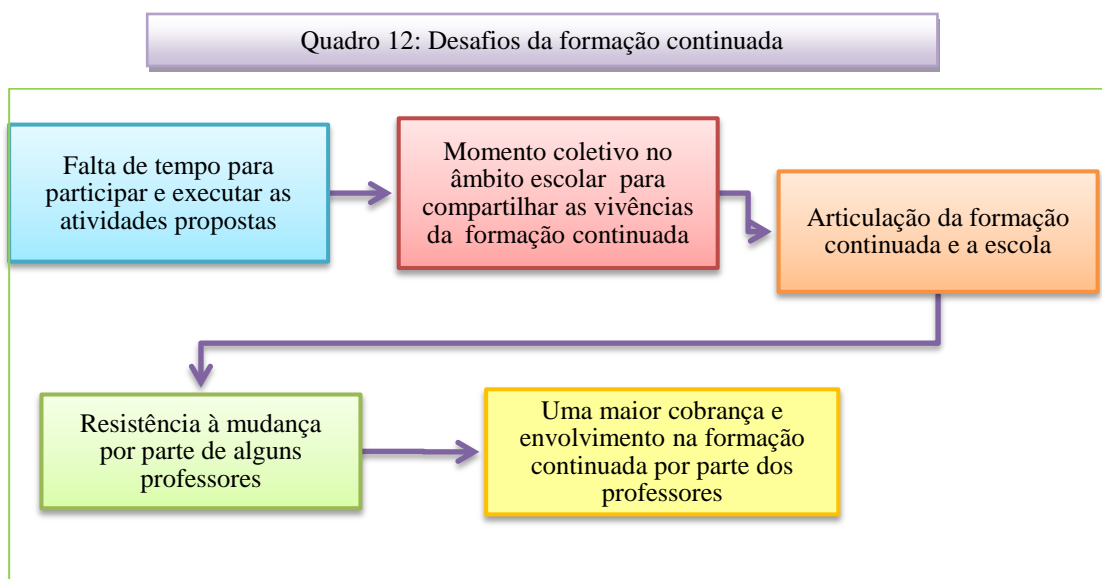 Quadro 12: Desafios da formação continuada
Falta de tempo para
participar e executar as
atividades propostas
Momento coletivo no
âmbito escolar para
compartilhar as vivências
da formação continuada
Articulação da formação
continuada e a escola
Resistência à mudança
por parte de alguns
professores
Uma maior cobrança e
envolvimento na formação
continuada por parte dos
professores